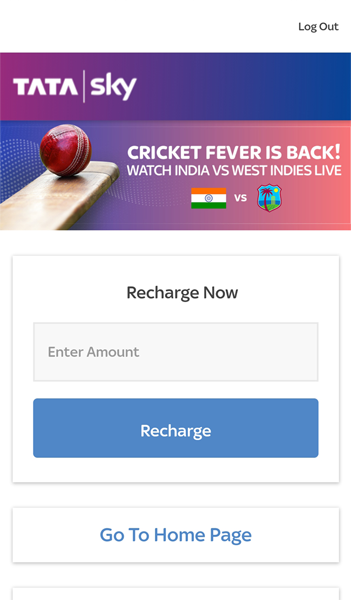 Log Out
TATA sky
CRICKET FEVER IS BACK!
WATCH INDIA VS WEST INDIES LIVE
VS
Recharge Now
Enter Amount
Recharge
Go To Home Page